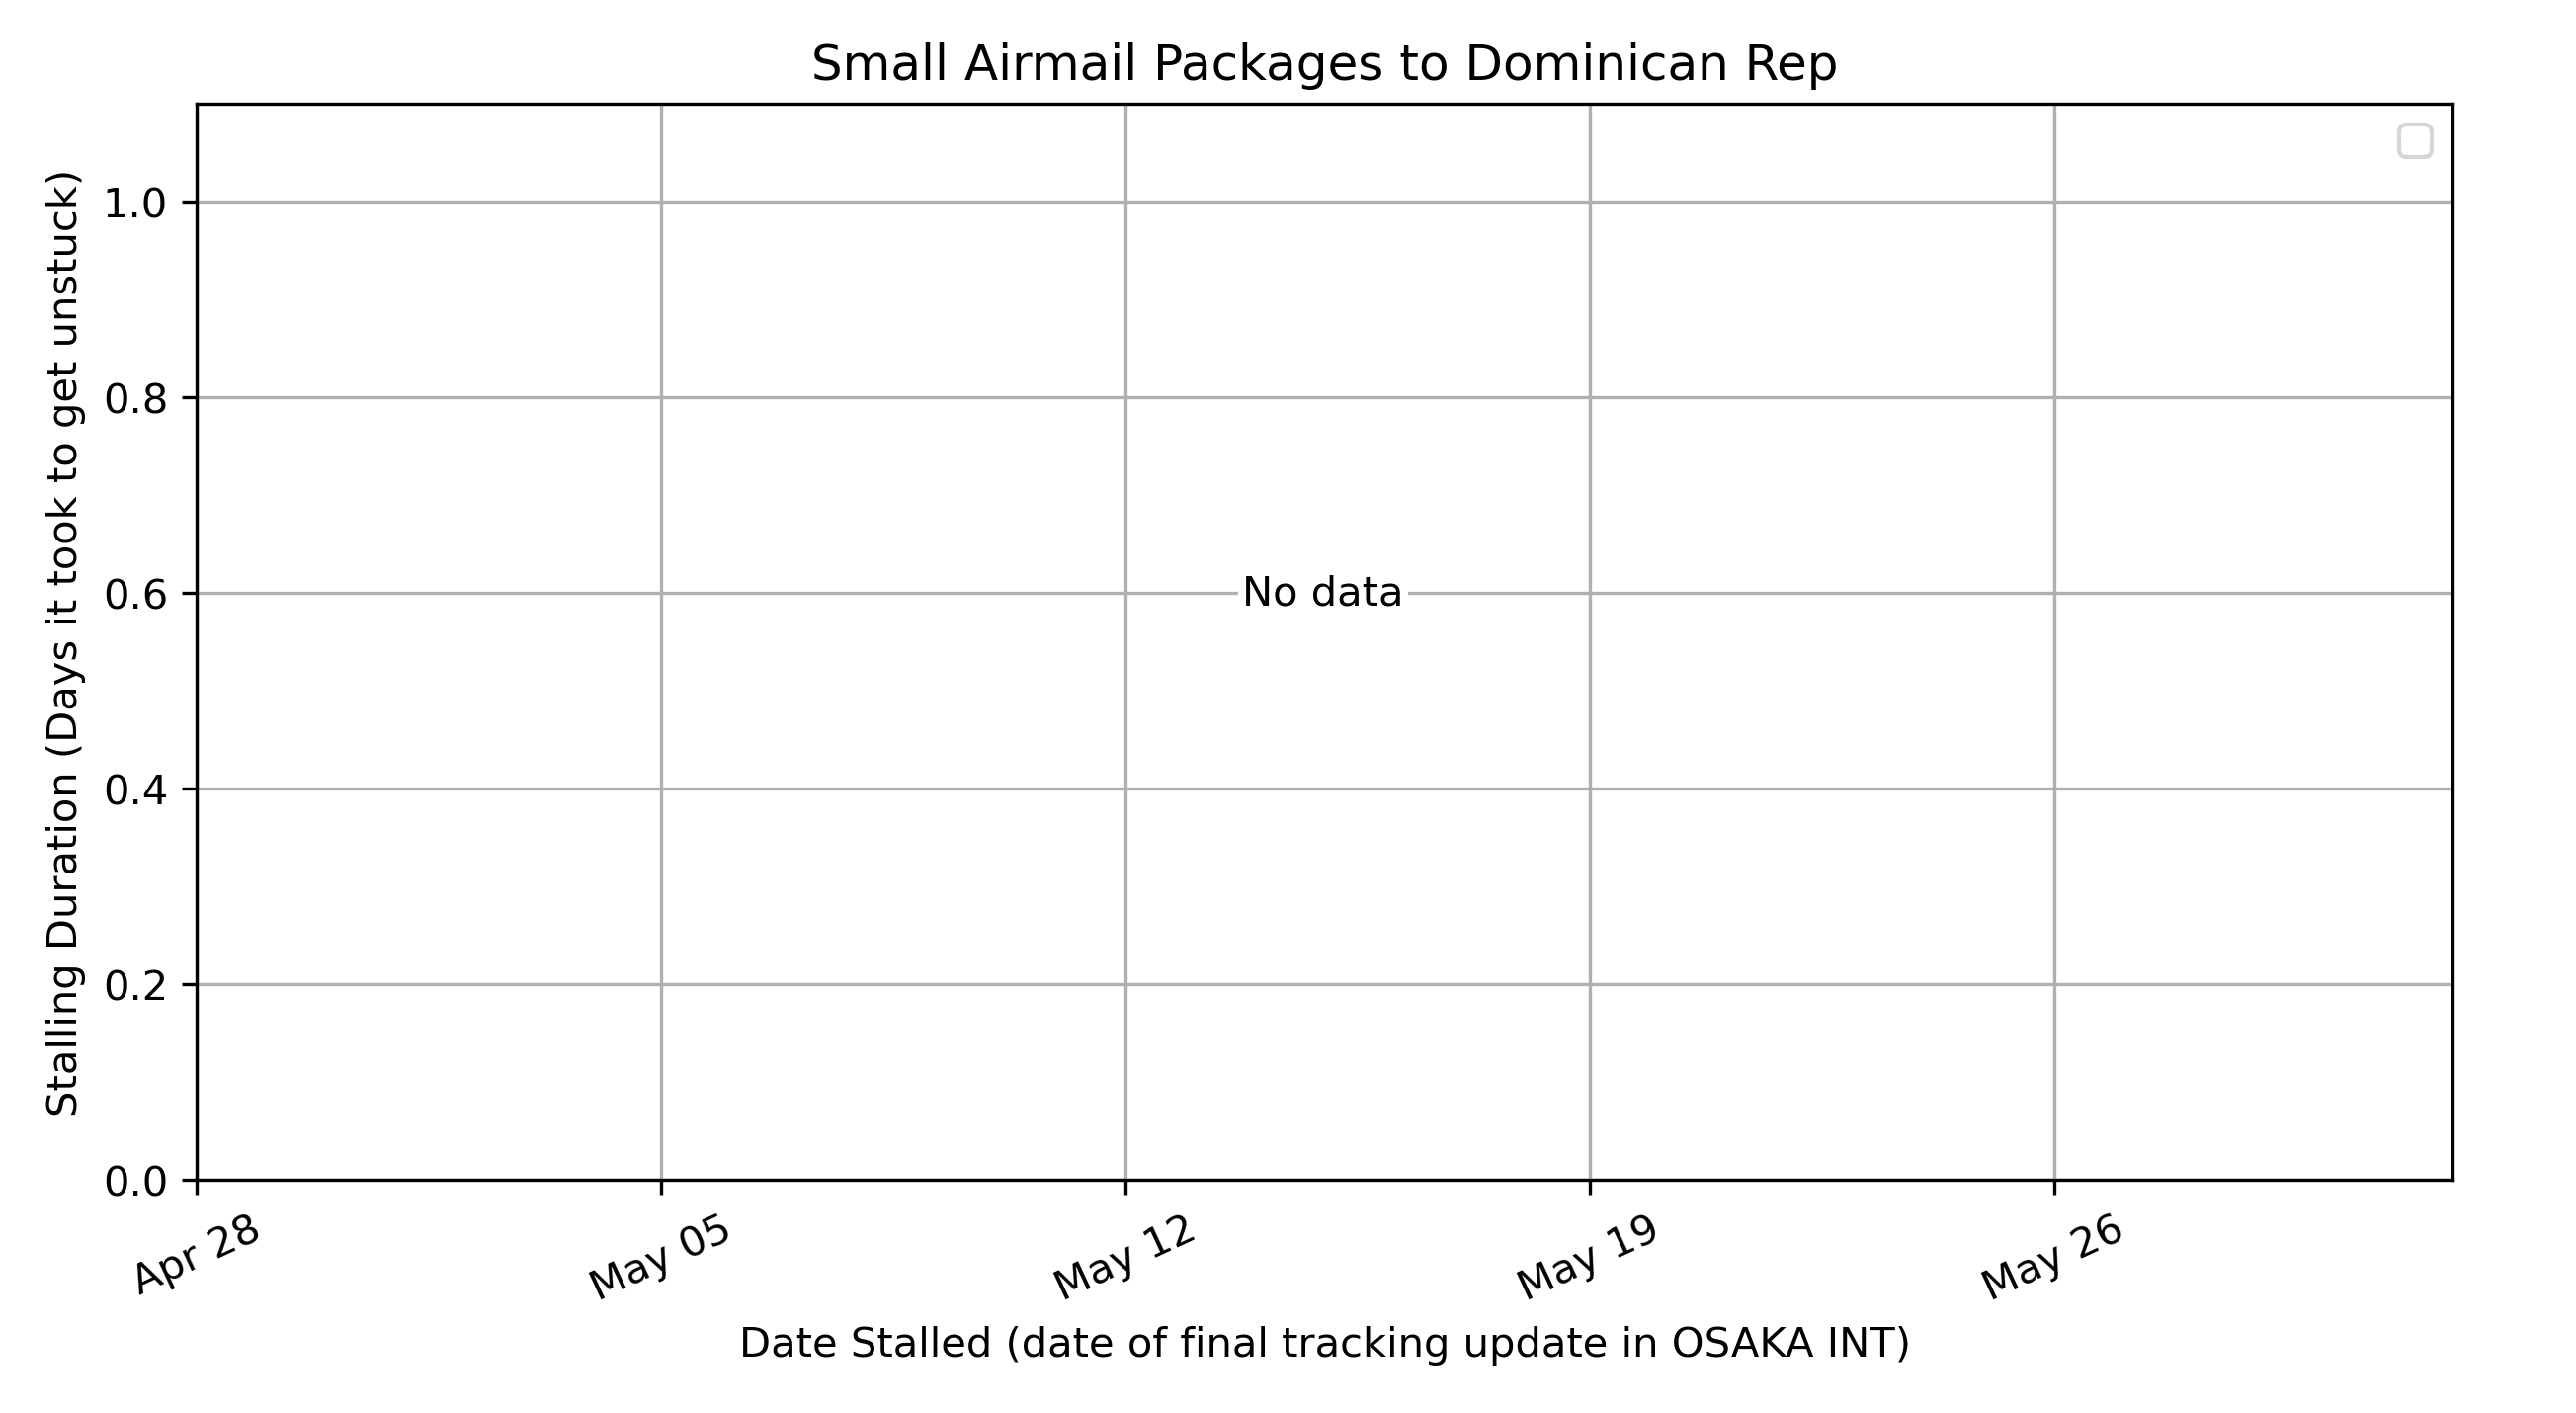 Small Airmail Packages to Dominican Rep
Stalling Duration (Days it took to get unstuck)
1.0
0.8
0.6
0.4
0.2
0.0
No data
Apr 28
May 05
May 12
May 19
May 26
Date Stalled (date of final tracking update in OSAKA INT)